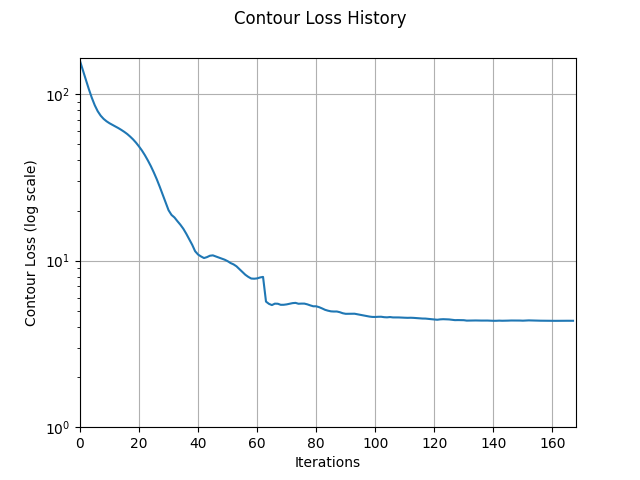 Contour Loss History
Contour Loss (log scale)
10²
10¹
10⁰
0 20 40 60 80 100 120 140 160
Iterations